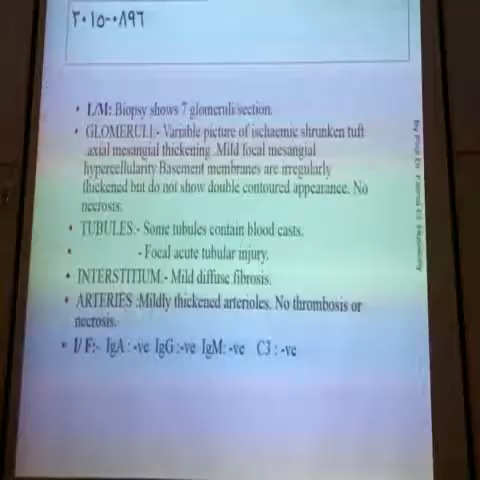 ٢٠١٥-٠٨٩٦
• L/M: Biopsy shows 7 glomeruli/section.
• GLOMERULI:- Variable picture of ischaemic shrunken tuft
axial mesangial thickening .Mild focal mesangial
hypercellularity Basement membranes are irregularly
thickened but do not show double contoured appearance. No
necrosis.
• TUBULES:- Some tubules contain blood casts.
• - Focal acute tubular injury.
• INTERSTITIUM:- Mild diffuse fibrosis.
• ARTERIES :Mildly thickened arterioles. No thrombosis or
necrosis.
• I/ F:- IgA : -ve IgG :-ve IgM: -ve C3 : -ve
By Prof. Dr.